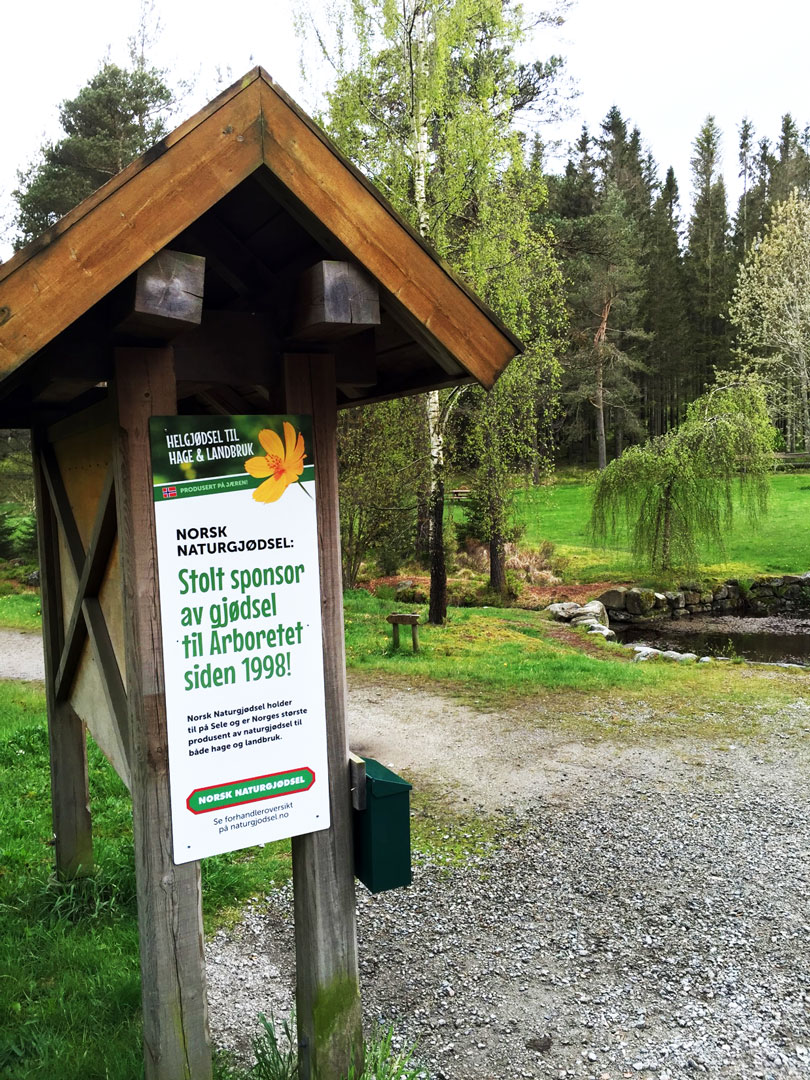 HELGJØDSEL TIL
HAGE & LANDBRUK
PRODUSERT PÅ JÆREN!
NORSK
NATURGJØDSEL:
Stolt sponsor
av gjødsel
til Arboretet
siden 1998!
Norsk Naturgjødsel holder
til på Sele og er Norges største
produsent av naturgjødsel til
både hage og landbruk.
NORSK NATURGJØDSEL
Se forhandleroversikt
på naturgjodsel.no